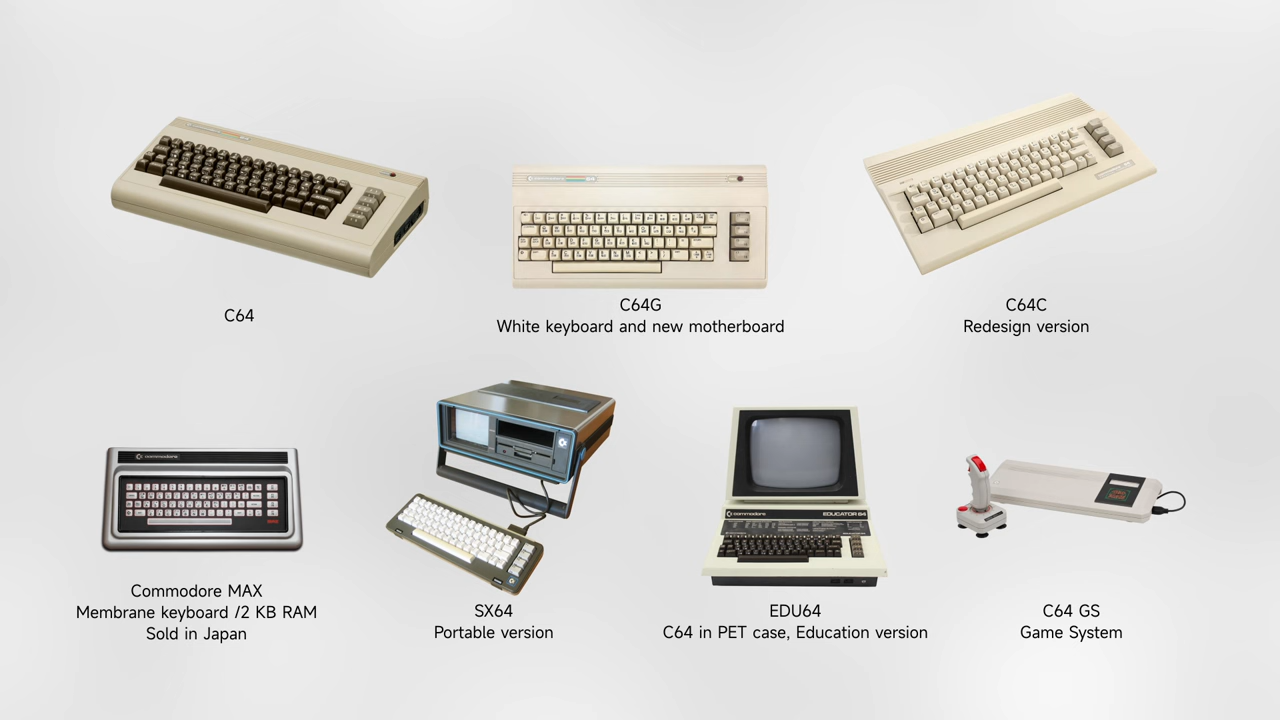 C64
C64G
White keyboard and new motherboard
C64C
Redesign version
commodore
Commodore MAX
Membrane keyboard /2 KB RAM
Sold in Japan
SX64
Portable version
commodore
EDUCATOR 64
EDU64
C64 in PET case, Education version
C64 GS
Game System